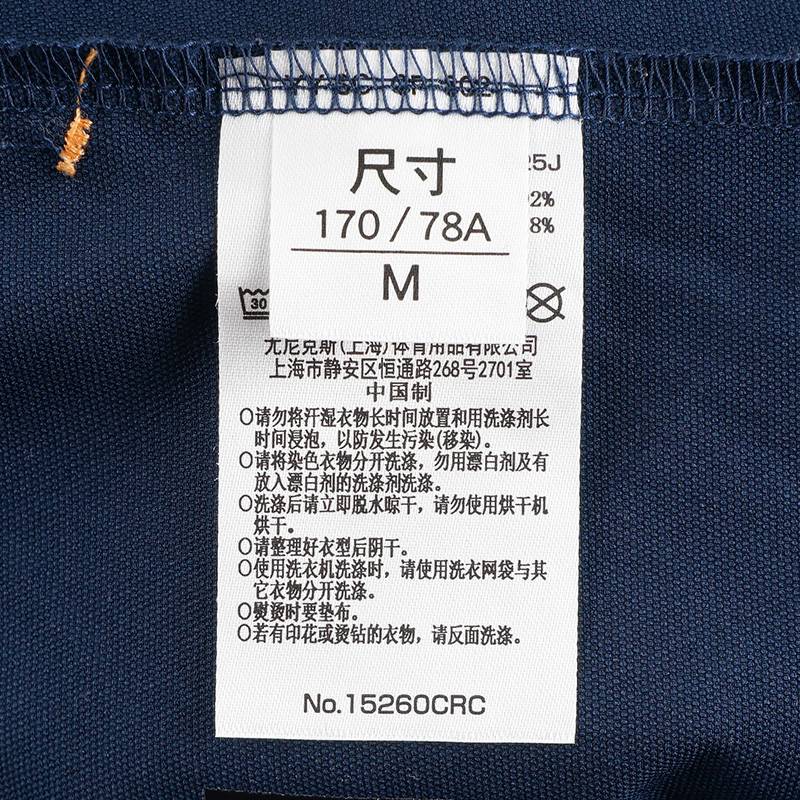 尺寸
170/78A
M
25J
2%
8%
30
尤尼克斯(上海)体育用品有限公司
上海市静安区恒通路268号2701室
中国制
〇请勿将汗湿衣物长时间放置和用洗涤剂长
时间浸泡，以防发生污染(移染)。
〇请将染色衣物分开洗涤，勿用漂白剂及有
放入漂白剂的洗涤剂洗涤。
〇洗涤后请立即脱水晾干，请勿使用烘干机
烘干。
〇请整理好衣型后阴干。
〇使用洗衣机洗涤时，请使用洗衣网袋与其
它衣物分开洗涤。
〇熨烫时要垫布。
〇若有印花或烫钻的衣物，请反面洗涤。
No.15260CRC